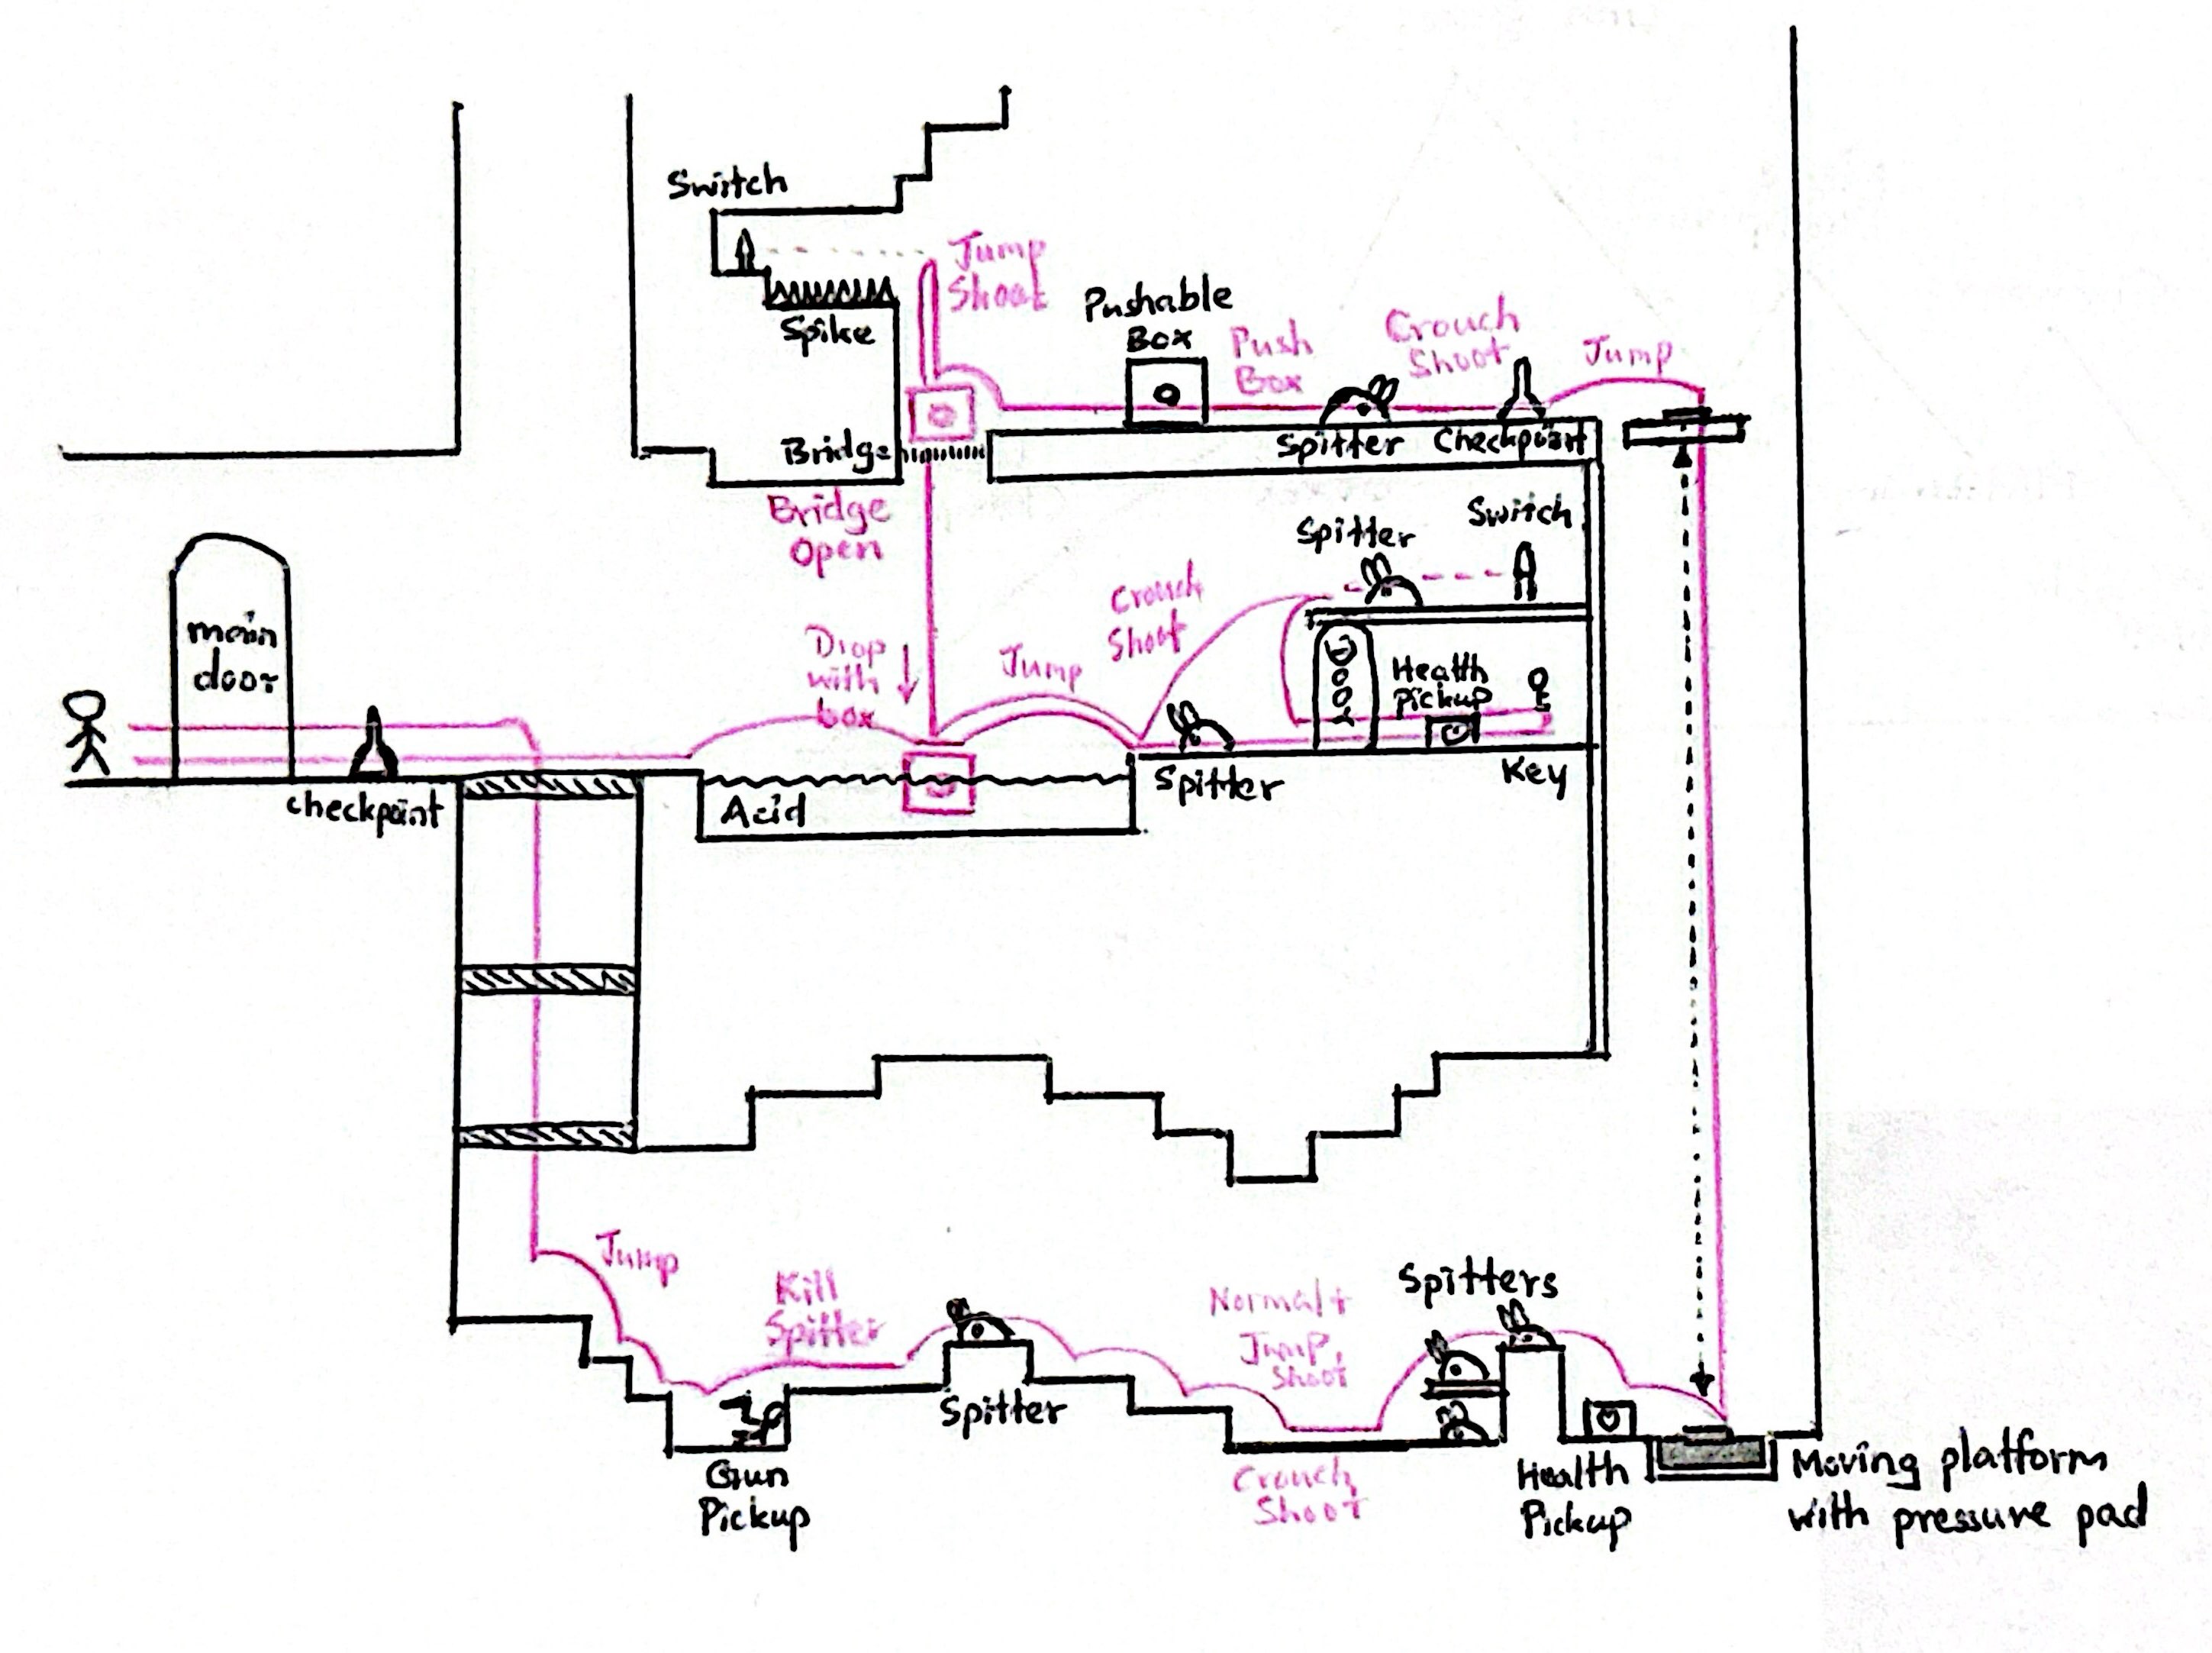 Switch
Jump
Shoot
Spike
Pushable
Box
Push
Box
Crouch
Shoot
Jump
Bridge
Spitter
Checkpoint
Bridge
Open
Spitter
Switch
main
door
Drop
with
box
Jump
Crouch
Shoot
Health
Pickup
checkpoint
Acid
Spitter
Key
Jump
Kill
Spitter
Normal +
Jump
Shoot
Spitters
Spitter
Gun
Pickup
Crouch
Shoot
Health
Pickup
Moving platform
with pressure pad